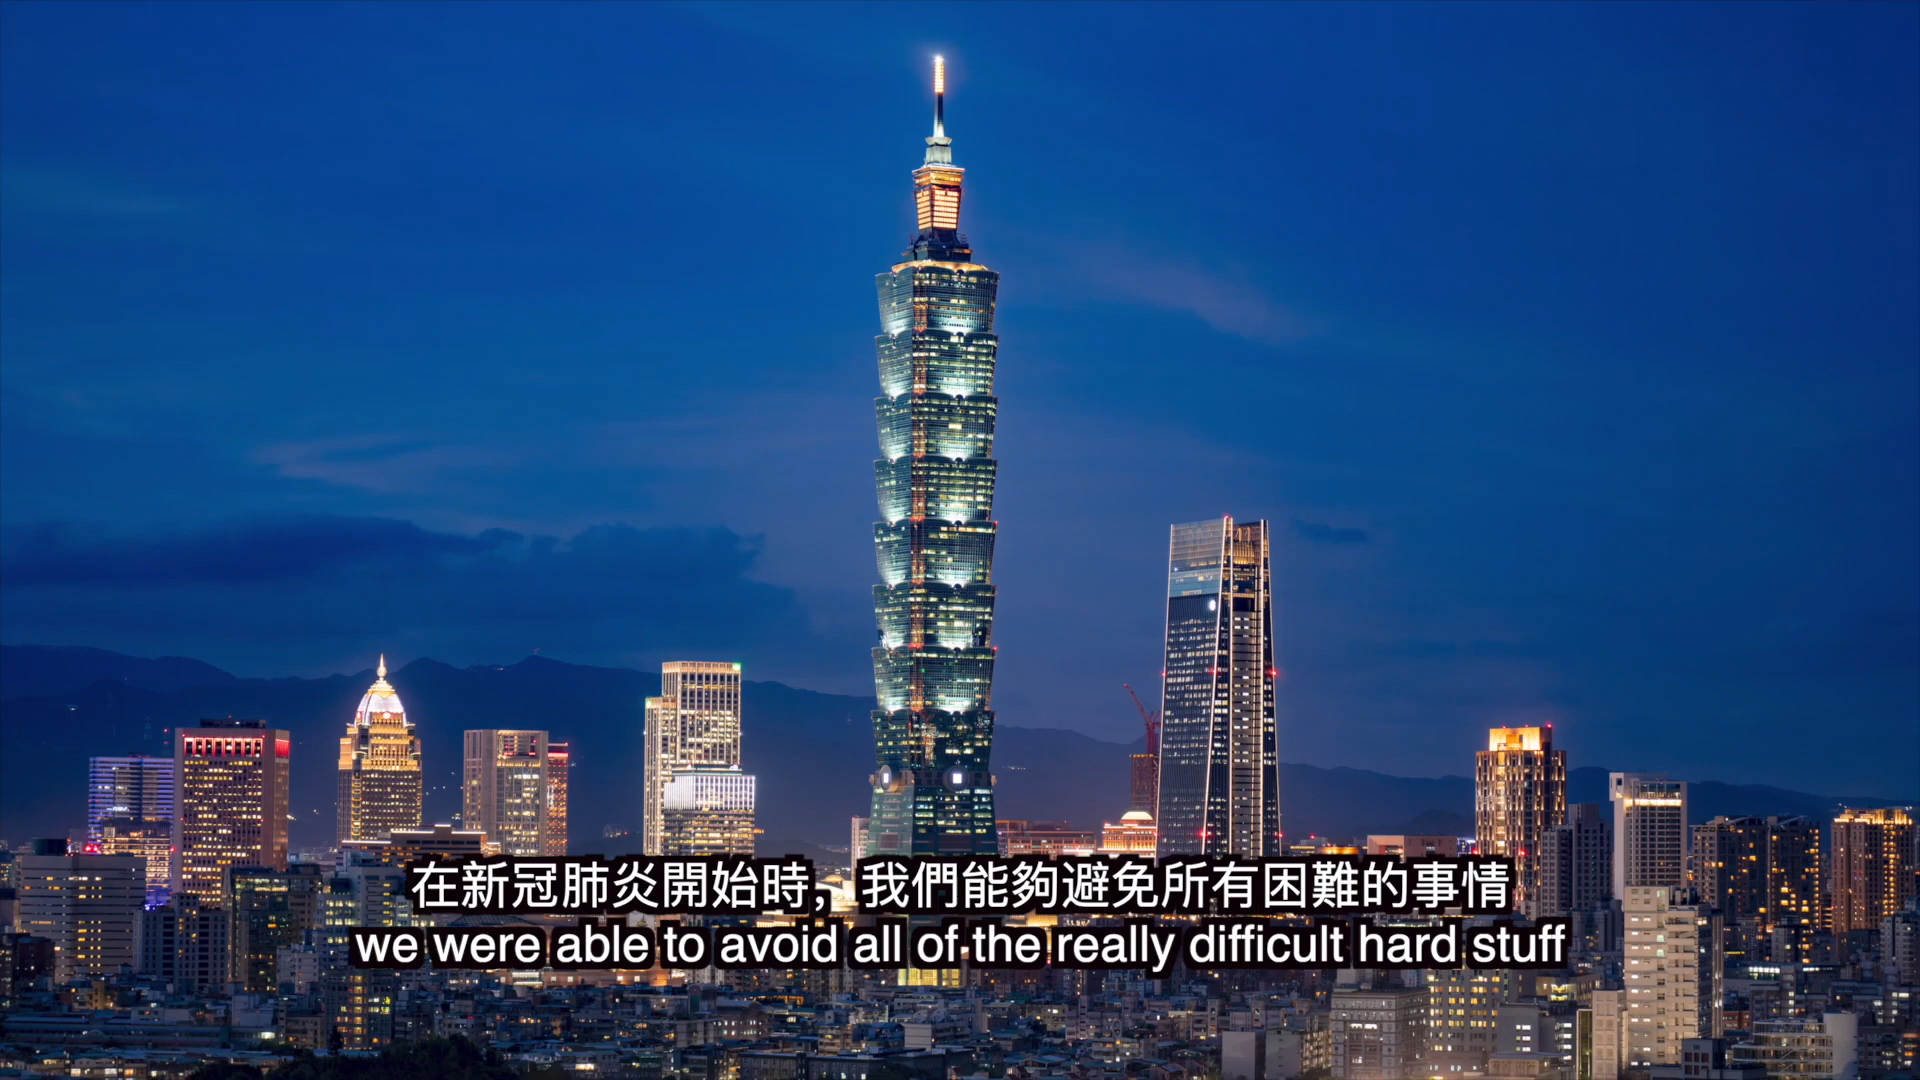 在新冠肺炎開始時，我們能夠避免所有困難的事情
we were able to avoid all of the really difficult hard stuff